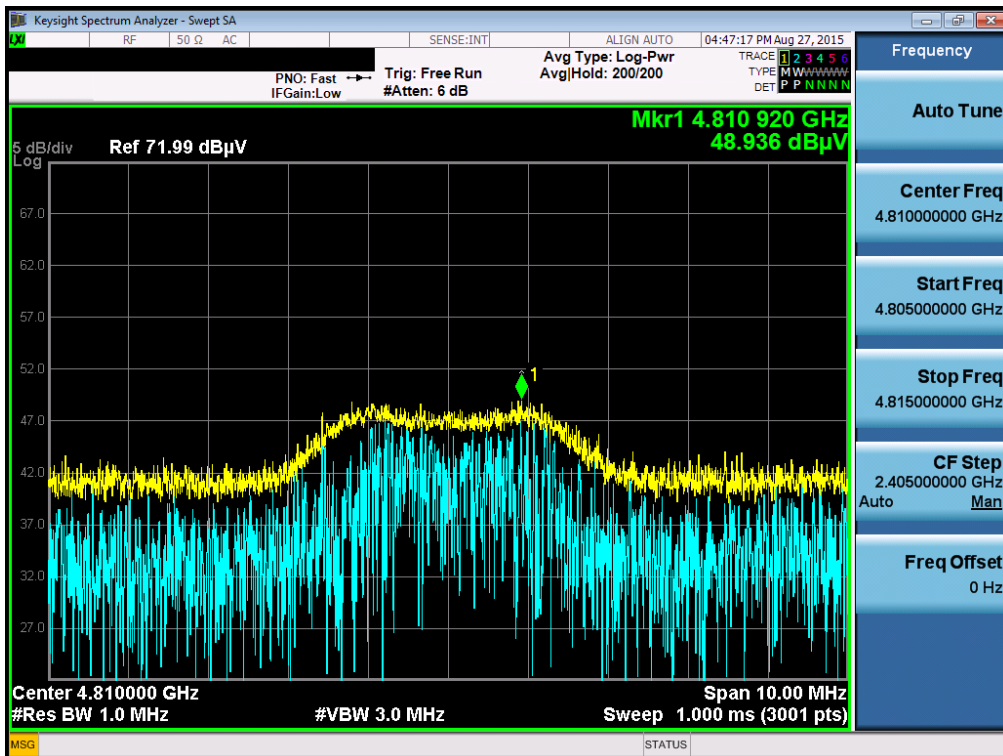 Keysight Spectrum Analyzer - Swept SA
LXI RF 50 Ω AC SENSE:INT ALIGN AUTO 04:47:17 PM Aug 27, 2015
PNO: Fast
IFGain:Low
Trig: Free Run
#Atten: 6 dB
Avg Type: Log-Pwr
Avg|Hold: 200/200
TRACE 1 2 3 4 5 6
TYPE M W W W W W
DET P P N N N N
Mkr1 4.810 920 GHz
48.936 dBµV
5 dB/div Ref 71.99 dBµV
Log
67.0
62.0
57.0
52.0
1
47.0
42.0
37.0
32.0
27.0
Center 4.810000 GHz Span 10.00 MHz
#Res BW 1.0 MHz #VBW 3.0 MHz Sweep 1.000 ms (3001 pts)
MSG STATUS
Frequency
Auto Tune
Center Freq
4.810000000 GHz
Start Freq
4.805000000 GHz
Stop Freq
4.815000000 GHz
CF Step
2.405000000 GHz
Auto Man
Freq Offset
0 Hz